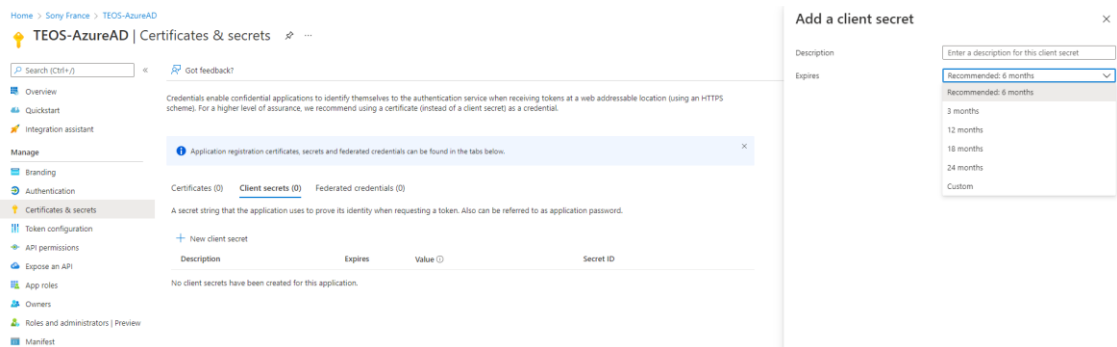 Home > Sony France > TEOS-AzureAD
TEOS-AzureAD | Certificates & secrets
Search (Ctrl+/)
Overview
Quickstart
Integration assistant
Manage
Branding
Authentication
Certificates & secrets
Token configuration
API permissions
Expose an API
App roles
Owners
Roles and administrators | Preview
Manifest
Got feedback?
Credentials enable confidential applications to identify themselves to the authentication service when receiving tokens at a web addressable location (using an HTTPS
scheme). For a higher level of assurance, we recommend using a certificate (instead of a client secret) as a credential.
Application registration certificates, secrets and federated credentials can be found in the tabs below.
Certificates (0) Client secrets (0) Federated credentials (0)
A secret string that the application uses to prove its identity when requesting a token. Also can be referred to as application password.
New client secret
Description Expires Value Secret ID
No client secrets have been created for this application.
Add a client secret
Description Enter a description for this client secret
Expires Recommended: 6 months
Recommended: 6 months
3 months
12 months
18 months
24 months
Custom